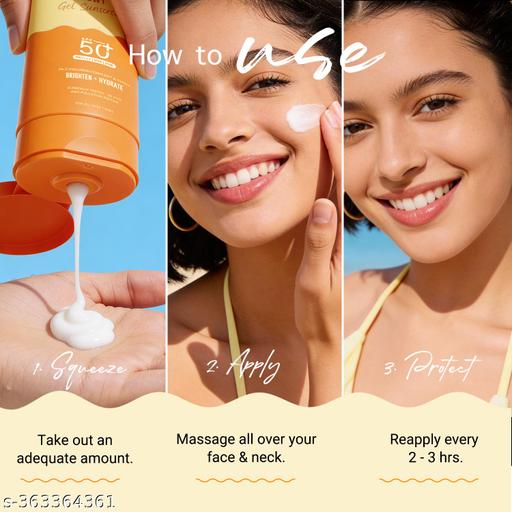 Gel Sunscreen
50+
BRIGHTEN + HYDRATE
How to use
1. Squeeze
2. Apply
3. Protect
Take out an
adequate amount.
Massage all over your
face & neck.
Reapply every
2 - 3 hrs.
s-363364361